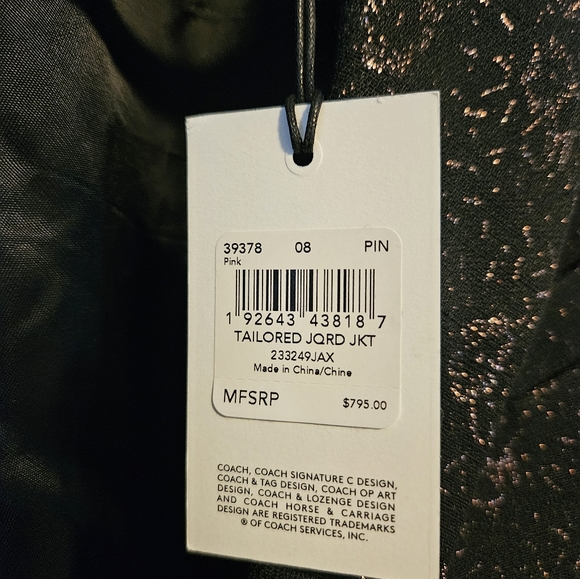 39378 08 PIN
Pink
1 92643 43818 7
TAILORED JQRD JKT
233249JAX
Made in China/Chine
MFSRP $795.00
COACH, COACH SIGNATURE C DESIGN,
COACH & TAG DESIGN, COACH OP ART
DESIGN, COACH & LOZENGE DESIGN
AND COACH HORSE & CARRIAGE
DESIGN ARE REGISTERED TRADEMARKS
® OF COACH SERVICES, INC.